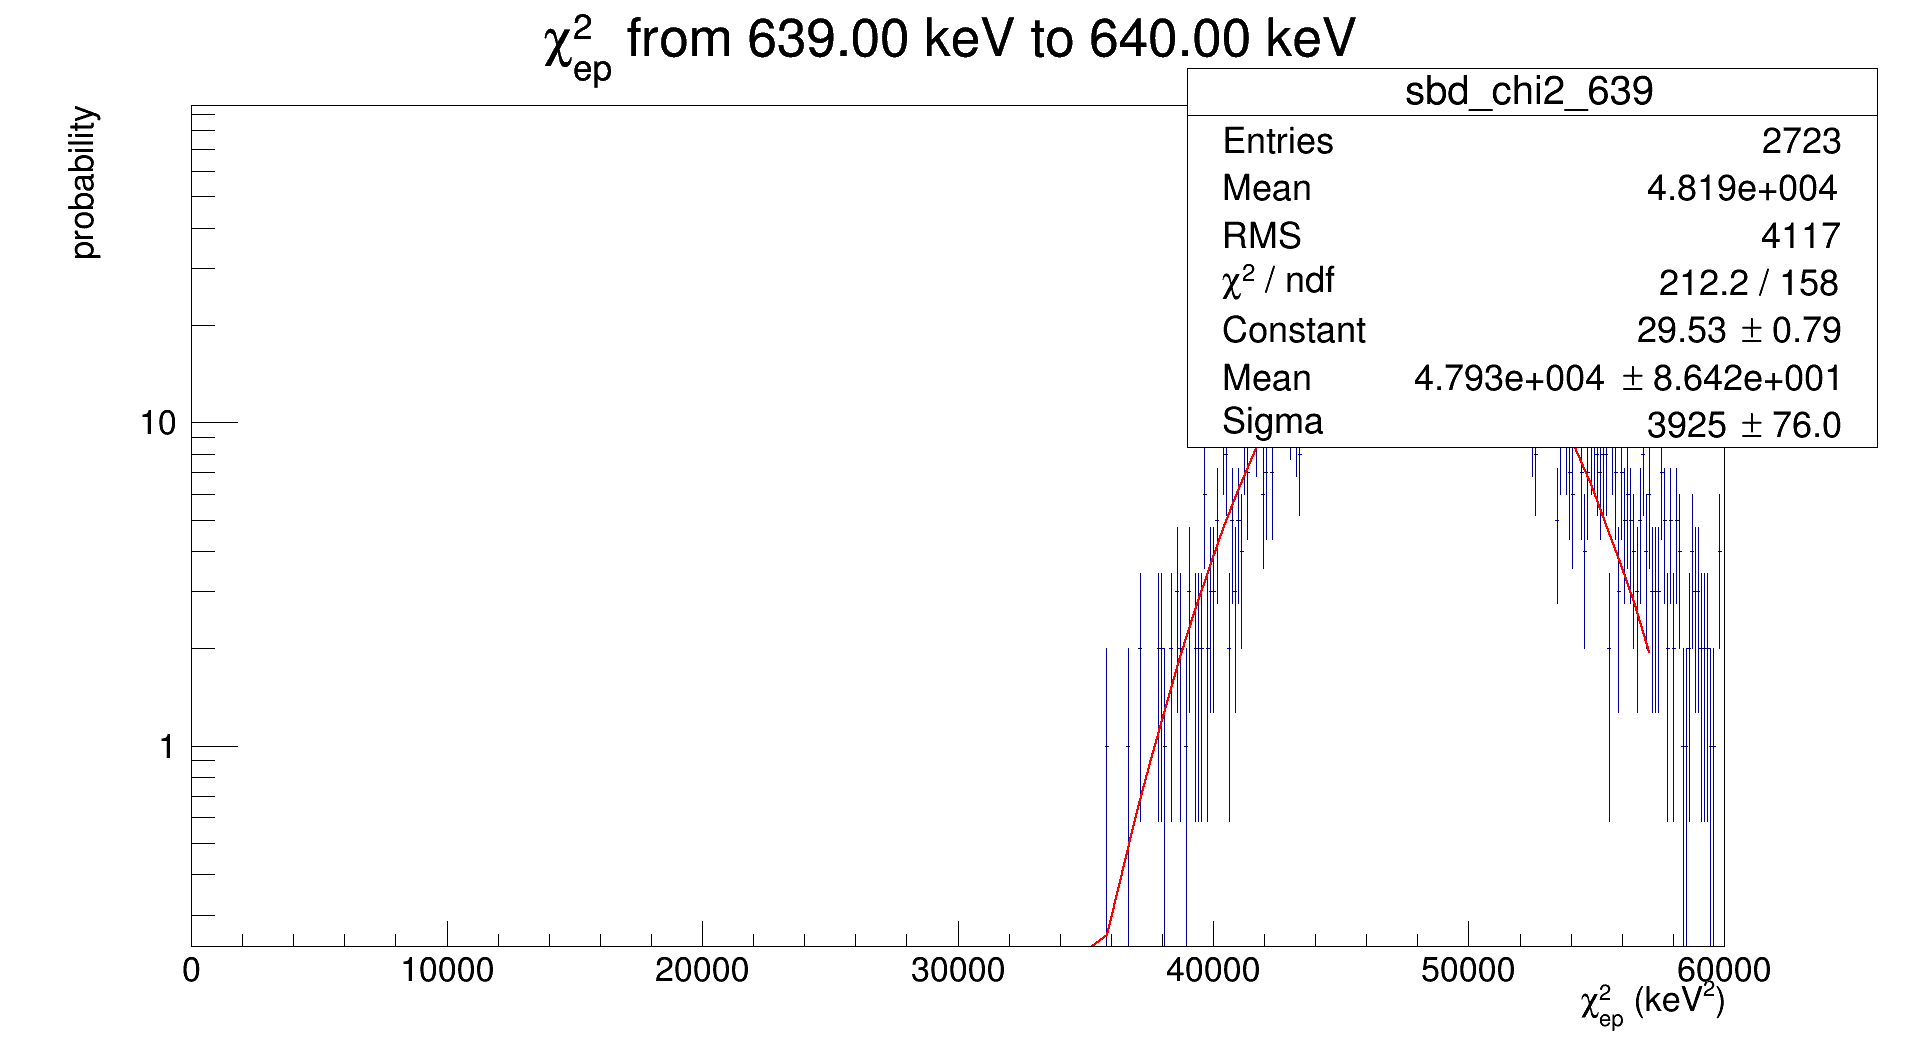 χ²ep from 639.00 keV to 640.00 keV
probability
sbd_chi2_639
Entries 2723
Mean 4.819e+004
RMS 4117
χ² / ndf 212.2 / 158
Constant 29.53 ± 0.79
Mean 4.793e+004 ± 8.642e+001
Sigma 3925 ± 76.0
10
1
0 10000 20000 30000 40000 50000 60000
χ²ep (keV²)